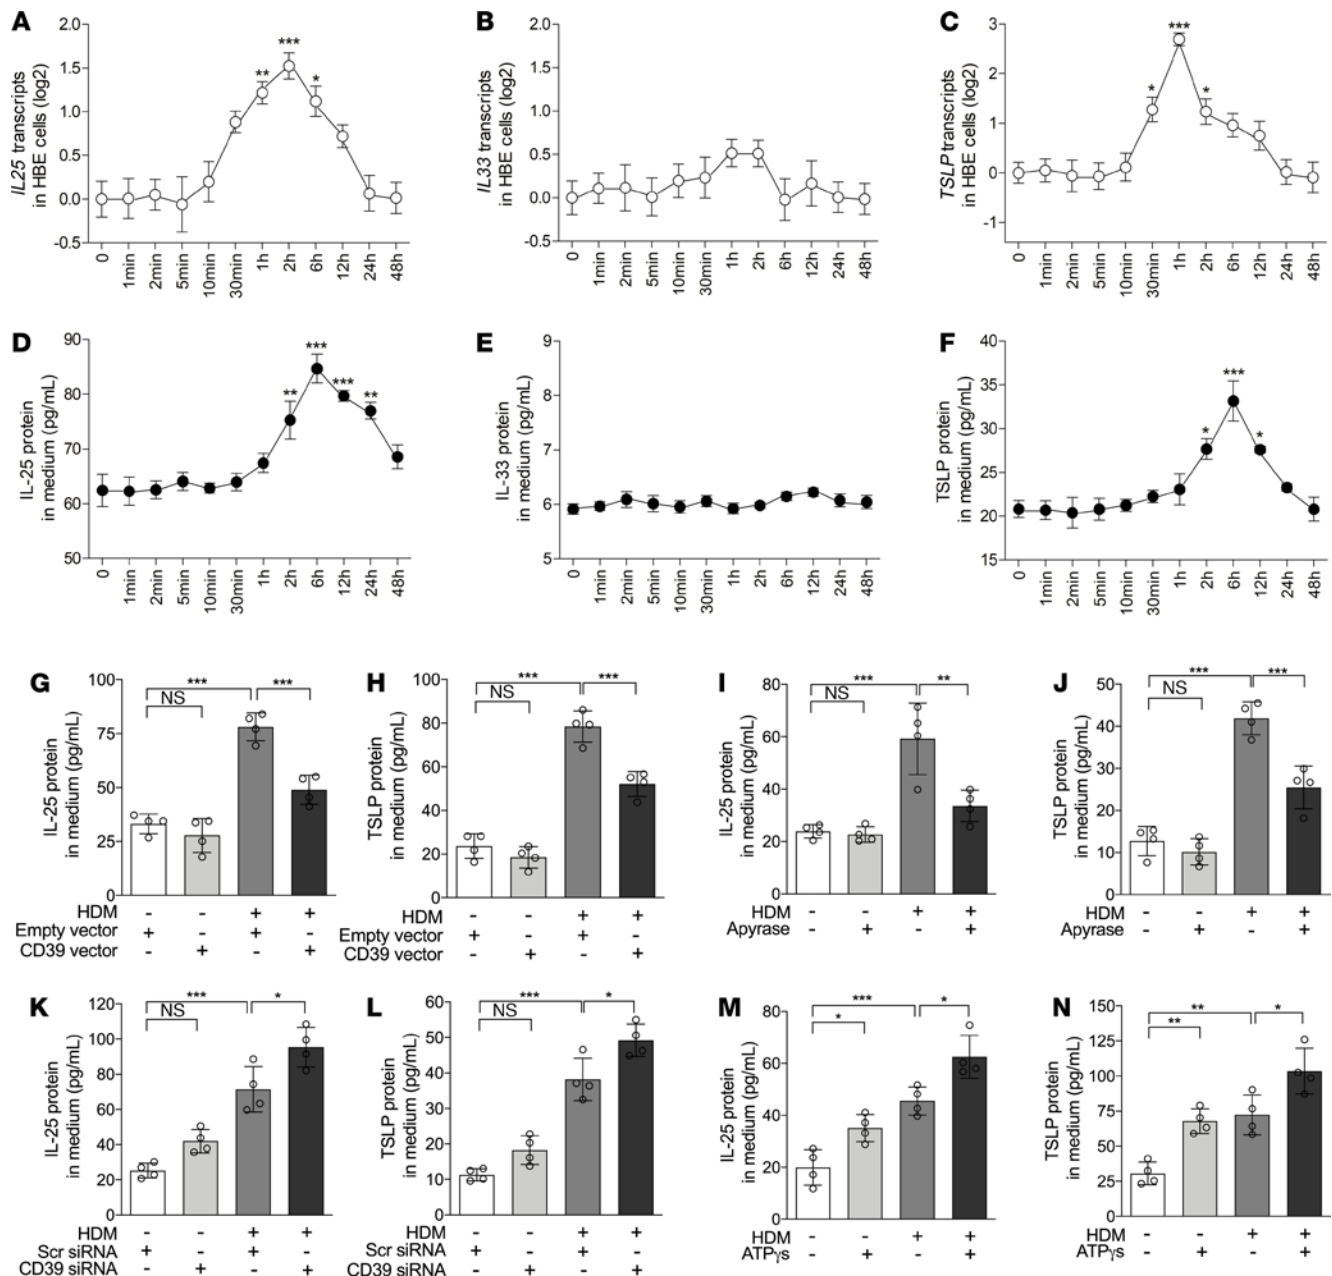 A
IL25 transcripts
in HBE cells (log2)
2.0
1.5
1.0
0.5
0.0
-0.5
** *** *
0 1min 2min 5min 10min 30min 1h 2h 6h 12h 24h 48h
B
IL33 transcripts
in HBE cells (log2)
2.0
1.5
1.0
0.5
0.0
-0.5
0 1min 2min 5min 10min 30min 1h 2h 6h 12h 24h 48h
C
TSLP transcripts
in HBE cells (log2)
3
2
1
0
-1
* *** *
0 1min 2min 5min 10min 30min 1h 2h 6h 12h 24h 48h
D
IL-25 protein
in medium (pg/mL)
90
80
70
60
50
** *** *** **
0 1min 2min 5min 10min 30min 1h 2h 6h 12h 24h 48h
E
IL-33 protein
in medium (pg/mL)
9
8
7
6
5
0 1min 2min 5min 10min 30min 1h 2h 6h 12h 24h 48h
F
TSLP protein
in medium (pg/mL)
40
35
30
25
20
15
* *** *
0 1min 2min 5min 10min 30min 1h 2h 6h 12h 24h 48h
G
IL-25 protein
in medium (pg/mL)
100
75
50
25
0
*** ***
NS
HDM - - + +
Empty vector + - + -
CD39 vector - + - +
H
TSLP protein
in medium (pg/mL)
100
80
60
40
20
0
*** ***
NS
HDM - - + +
Empty vector + - + -
CD39 vector - + - +
I
IL-25 protein
in medium (pg/mL)
80
60
40
20
0
*** **
NS
HDM - - + +
Apyrase - + - +
J
TSLP protein
in medium (pg/mL)
50
40
30
20
10
0
*** ***
NS
HDM - - + +
Apyrase - + - +
K
IL-25 protein
in medium (pg/mL)
120
100
80
60
40
20
0
*** *
NS
HDM - - + +
Scr siRNA + - + -
CD39 siRNA - + - +
L
TSLP protein
in medium (pg/mL)
60
50
40
30
20
10
0
*** *
NS
HDM - - + +
Scr siRNA + - + -
CD39 siRNA - + - +
M
IL-25 protein
in medium (pg/mL)
80
60
40
20
0
*** *
*
HDM - - + +
ATPγs - + - +
N
TSLP protein
in medium (pg/mL)
150
125
100
75
50
25
0
** *
**
HDM - - + +
ATPγs - + - +